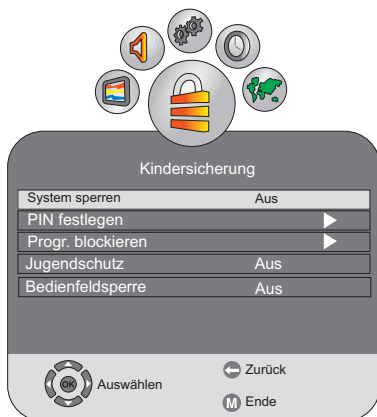 Kindersicherung
System sperren Aus
PIN festlegen
Progr. blockieren
Jugendschutz Aus
Bedienfeldsperre Aus
OK Auswählen Zurück
M Ende